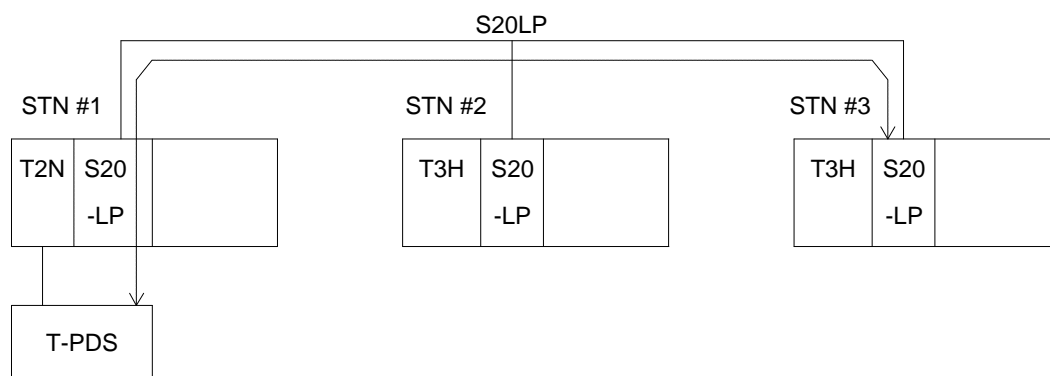 S20LP
STN #1
STN #2
STN #3
T2N
S20
-LP
T3H
S20
-LP
T3H
S20
-LP
T-PDS